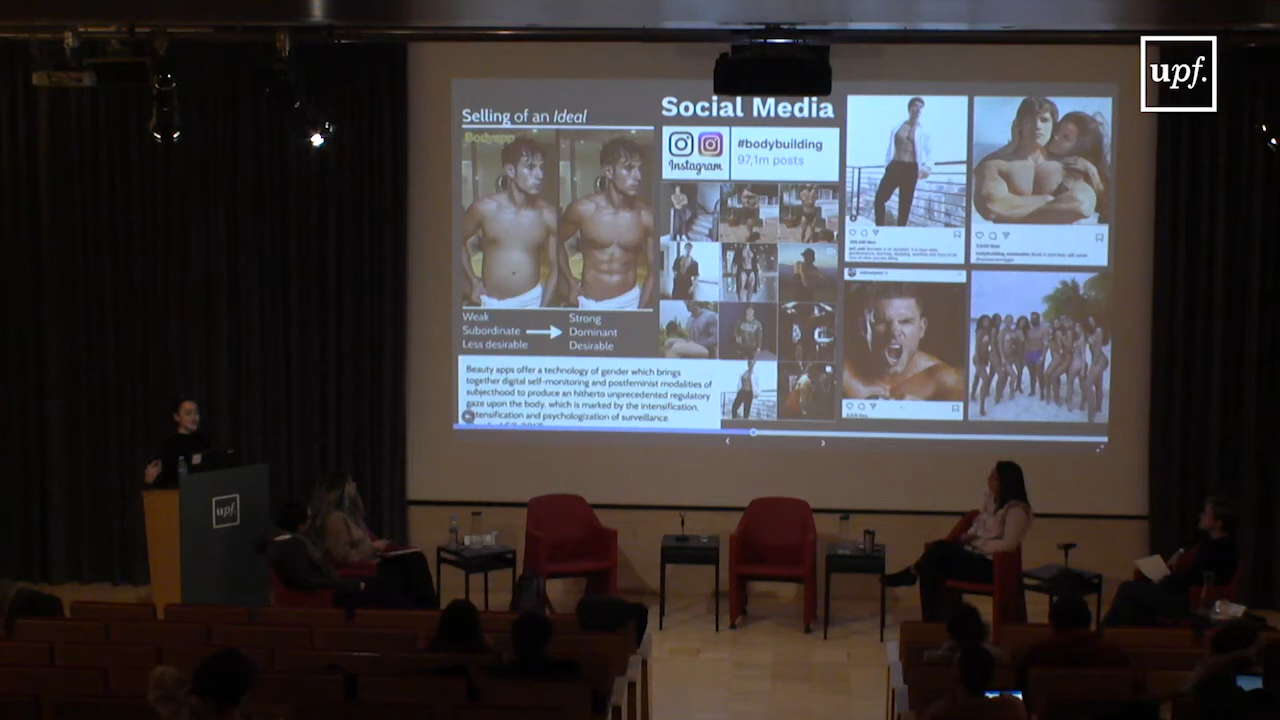 upf.
Selling of an Ideal
Bodyapp
Weak
Subordinate
Less desirable
Strong
Dominant
Desirable
Beauty apps offer a technology of gender which brings
together digital self-monitoring and postfeminist modalities of
subjecthood to produce an hitherto unprecedented regulatory
gaze upon the body, which is marked by the intensification,
intensification and psychologization of surveillance.
Social Media
Instagram
#bodybuilding
97,1m posts
upf.